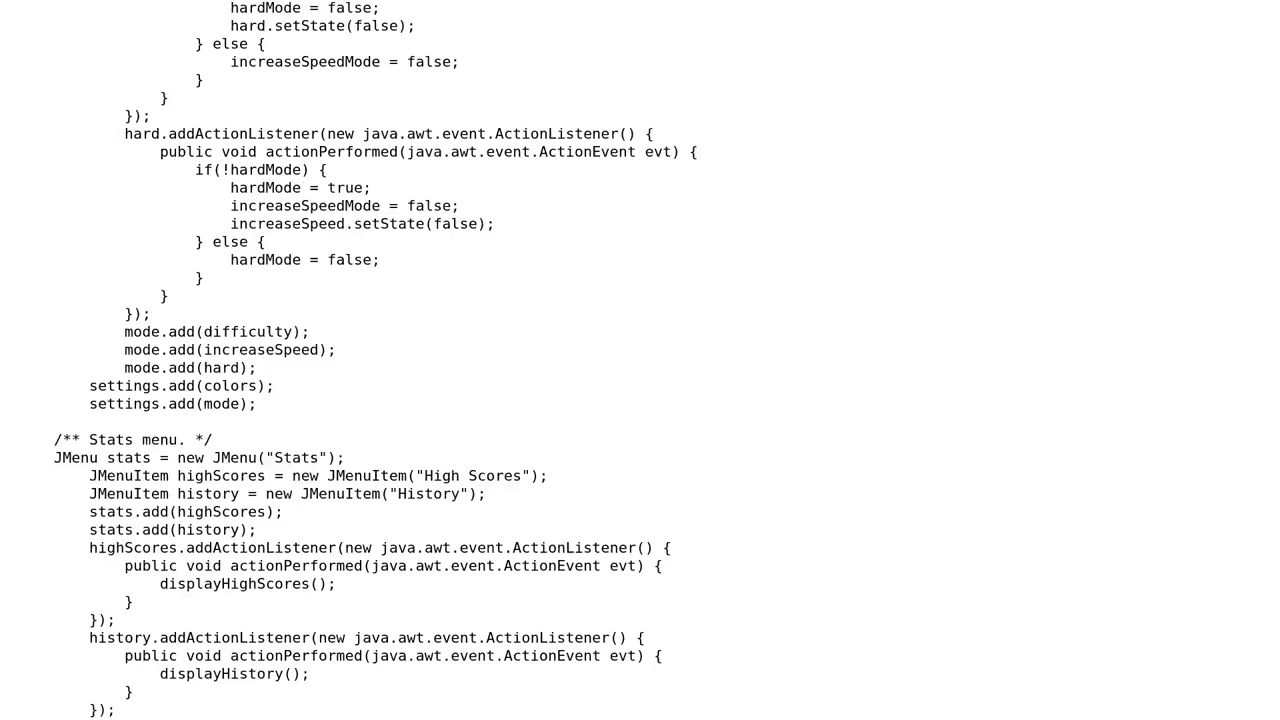 hardMode = false;
                    hard.setState(false);
                } else {
                    increaseSpeedMode = false;
                }
            }
        });
        hard.addActionListener(new java.awt.event.ActionListener() {
            public void actionPerformed(java.awt.event.ActionEvent evt) {
                if(!hardMode) {
                    hardMode = true;
                    increaseSpeedMode = false;
                    increaseSpeed.setState(false);
                } else {
                    hardMode = false;
                }
            }
        });
        mode.add(difficulty);
        mode.add(increaseSpeed);
        mode.add(hard);
    settings.add(colors);
    settings.add(mode);

/** Stats menu. */
JMenu stats = new JMenu("Stats");
    JMenuItem highScores = new JMenuItem("High Scores");
    JMenuItem history = new JMenuItem("History");
    stats.add(highScores);
    stats.add(history);
    highScores.addActionListener(new java.awt.event.ActionListener() {
        public void actionPerformed(java.awt.event.ActionEvent evt) {
            displayHighScores();
        }
    });
    history.addActionListener(new java.awt.event.ActionListener() {
        public void actionPerformed(java.awt.event.ActionEvent evt) {
            displayHistory();
        }
    });